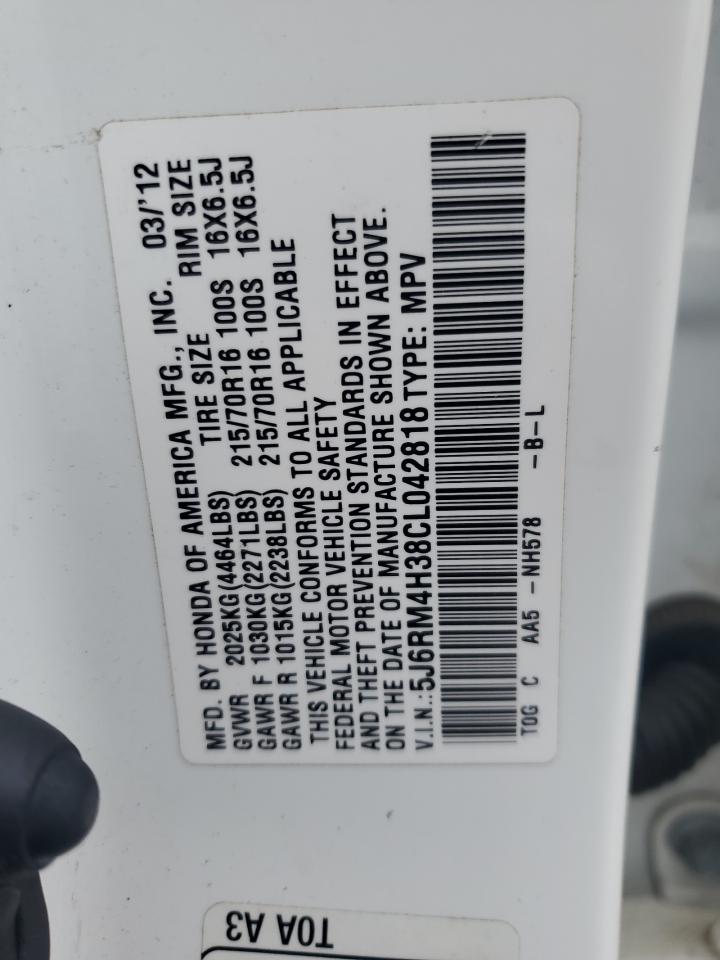 MFD. BY HONDA OF AMERICA MFG., INC. 03/'12
TIRE SIZE RIM SIZE
GVWR 2025KG(4464LBS)
GAWR F 1030KG(2271LBS) 215/70R16 100S 16X6.5J
GAWR R 1015KG(2238LBS) 215/70R16 100S 16X6.5J
THIS VEHICLE CONFORMS TO ALL APPLICABLE
FEDERAL MOTOR VEHICLE SAFETY
AND THEFT PREVENTION STANDARDS IN EFFECT
ON THE DATE OF MANUFACTURE SHOWN ABOVE.
V.I.N.:5J6RM4H38CL042818 TYPE: MPV
T0G C AA5 -NH578 -B-L
T0A A3